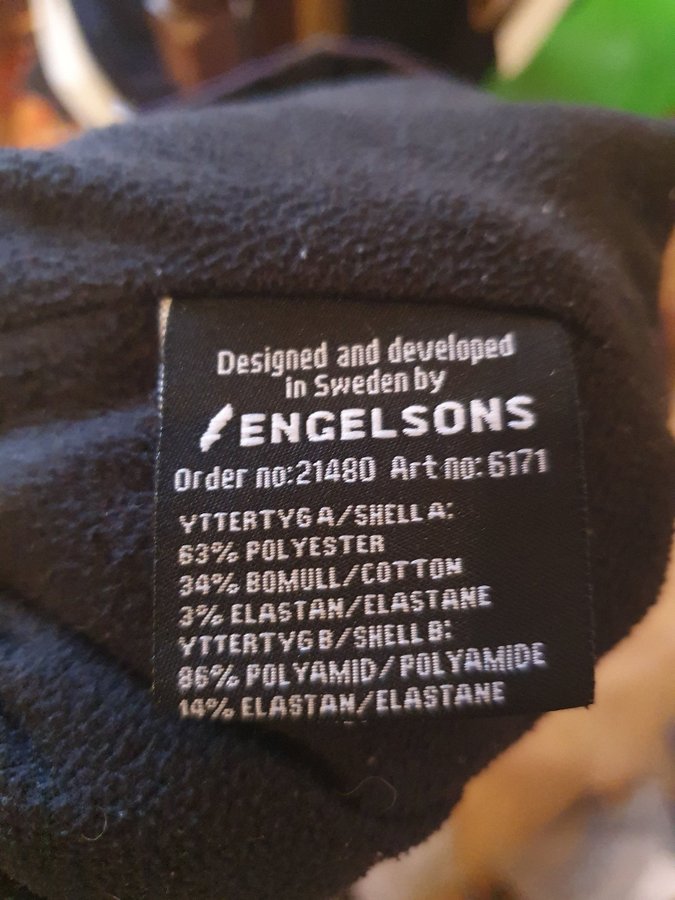 Designed and developed
in Sweden by
ENGELSONS
Order no:21480 Art no:6171
YTTERTYG A/SHELL A:
63% POLYESTER
34% BOMULL/COTTON
3% ELASTAN/ELASTANE
YTTERTYG B/SHELL B:
86% POLYAMID/POLYAMIDE
14% ELASTAN/ELASTANE